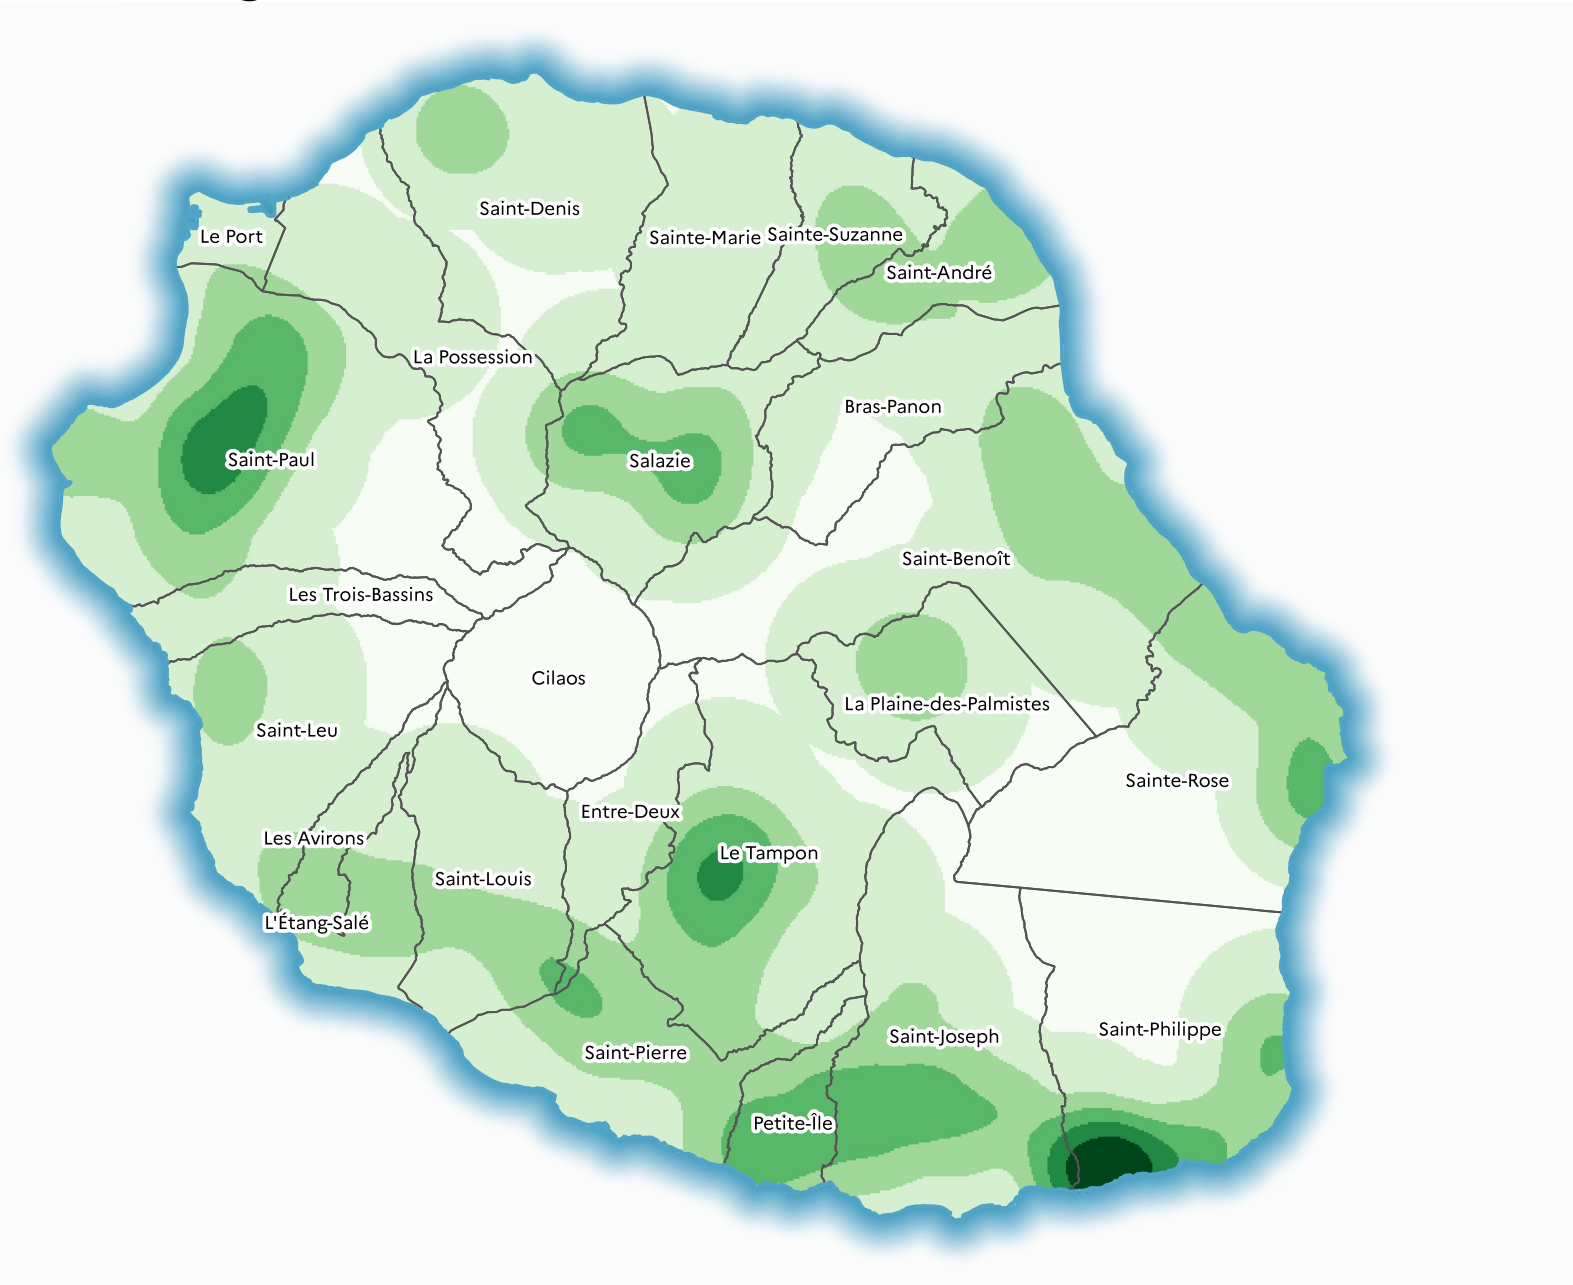 Saint-Denis
Le Port
Sainte-Marie
Sainte-Suzanne
Saint-André
La Possession
Bras-Panon
Saint-Paul
Salazie
Saint-Benoît
Les Trois-Bassins
Cilaos
La Plaine-des-Palmistes
Saint-Leu
Sainte-Rose
Entre-Deux
Les Avirons
Le Tampon
Saint-Louis
L'Étang-Salé
Saint-Philippe
Saint-Joseph
Saint-Pierre
Petite-Île